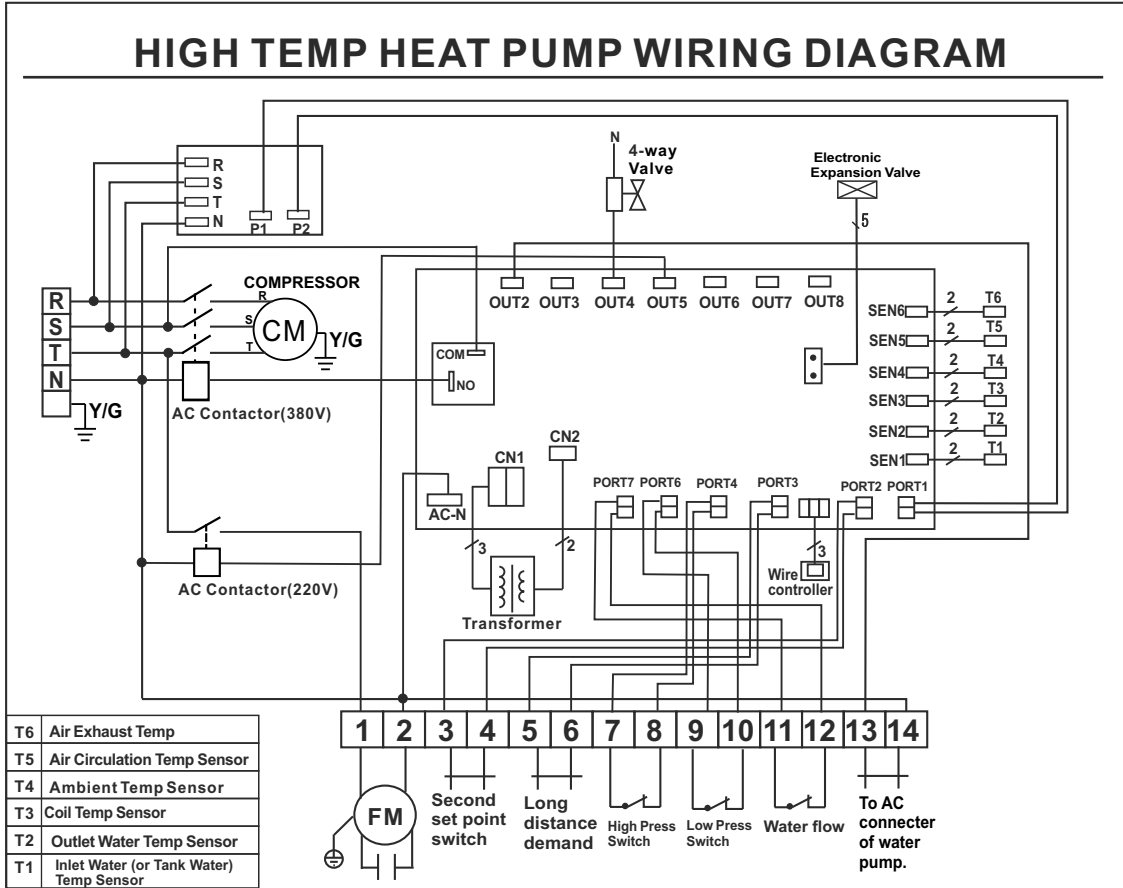 HIGH TEMP HEAT PUMP WIRING DIAGRAM
R
S
T
N
P1 P2
N
4-way
Valve
Electronic
Expansion Valve
5
COMPRESSOR
R
S
T
CM
Y/G
R
S
T
N
Y/G
AC Contactor(380V)
COM
NO
OUT2 OUT3 OUT4 OUT5 OUT6 OUT7 OUT8
SEN6 2 T6
SEN5 2 T5
SEN4 2 T4
SEN3 2 T3
SEN2 2 T2
SEN1 2 T1
CN1
CN2
AC-N
PORT7 PORT6 PORT4 PORT3 PORT2 PORT1
3
2
3
Wire
controller
Transformer
AC Contactor(220V)
1 2 3 4 5 6 7 8 9 10 11 12 13 14
FM
Second
set point
switch
Long
distance
demand
High Press
Switch
Low Press
Switch
Water flow
To AC
connecter
of water
pump.
T6 Air Exhaust Temp
T5 Air Circulation Temp Sensor
T4 Ambient Temp Sensor
T3 Coil Temp Sensor
T2 Outlet Water Temp Sensor
T1 Inlet Water (or Tank Water)
Temp Sensor